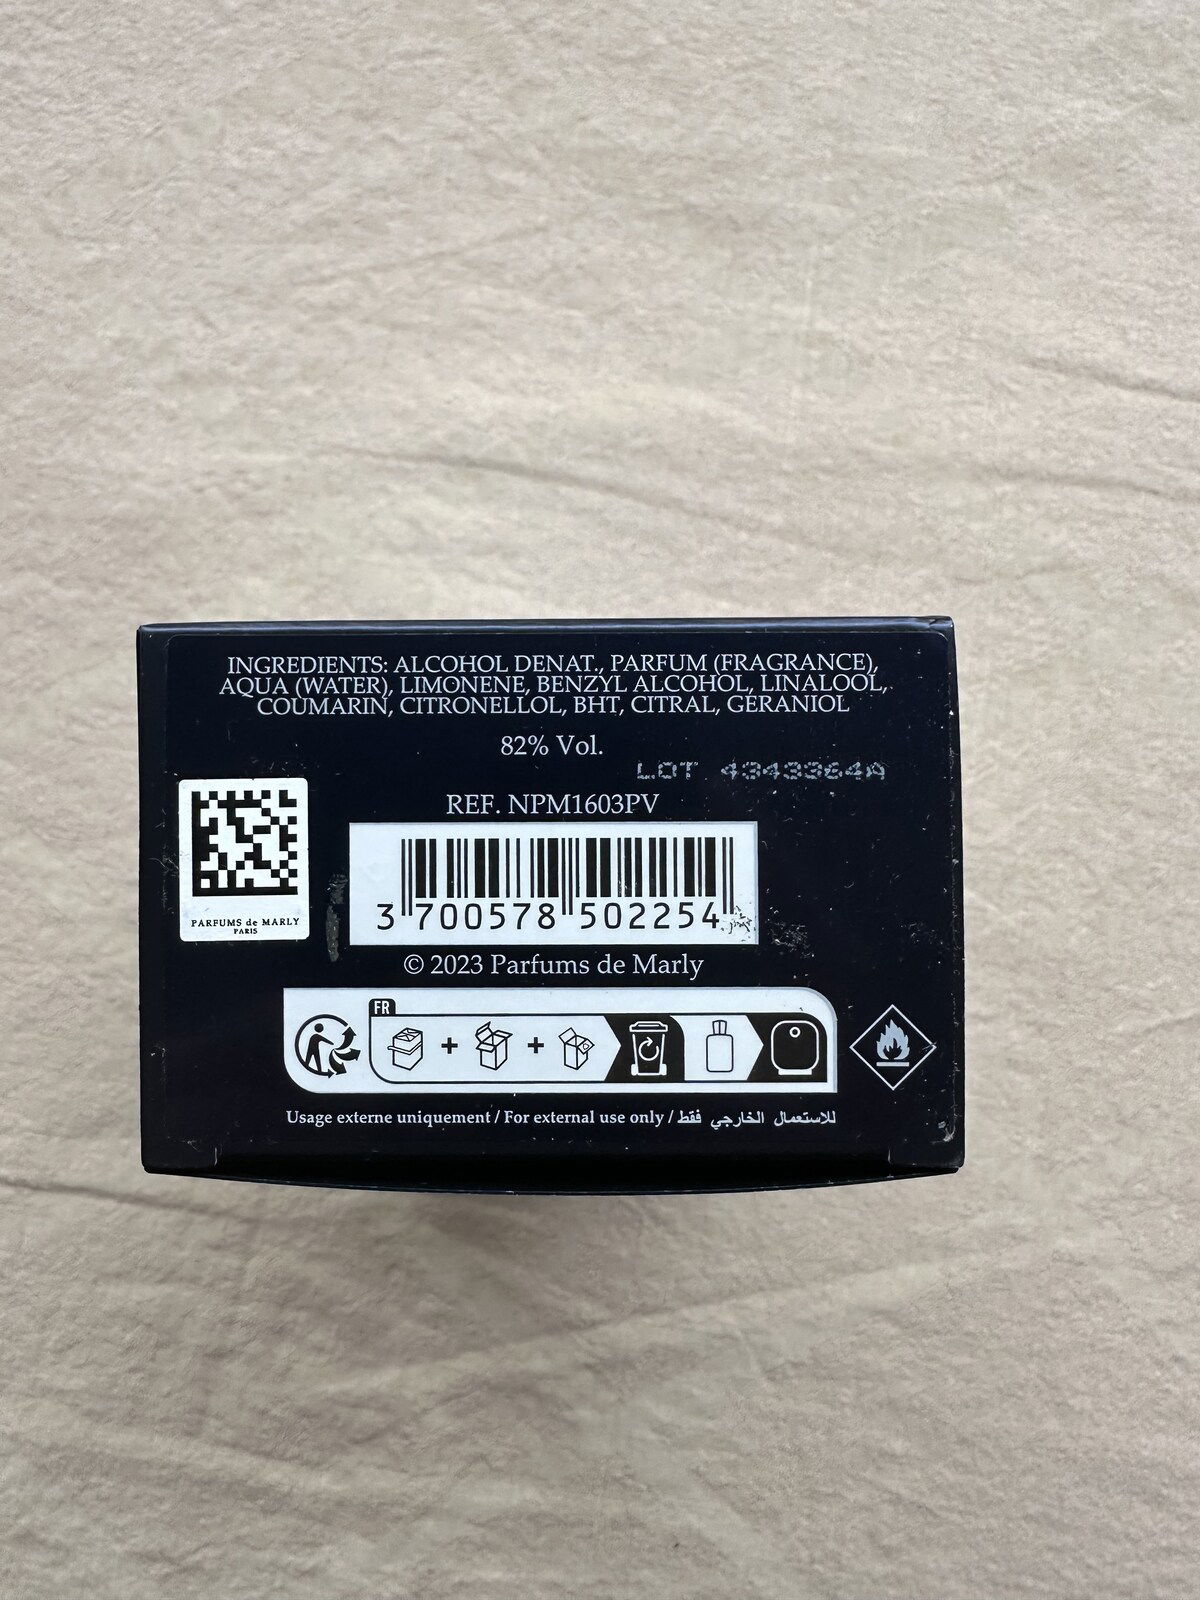 INGREDIENTS: ALCOHOL DENAT., PARFUM (FRAGRANCE),
AQUA (WATER), LIMONENE, BENZYL ALCOHOL, LINALOOL,
COUMARIN, CITRONELLOL, BHT, CITRAL, GERANIOL
82% Vol.
LOT 4343364A
REF. NPM1603PV
PARFUMS de MARLY
PARIS
3 700578 502254
© 2023 Parfums de Marly
FR
Usage externe uniquement / For external use only / للاستعمال الخارجي فقط